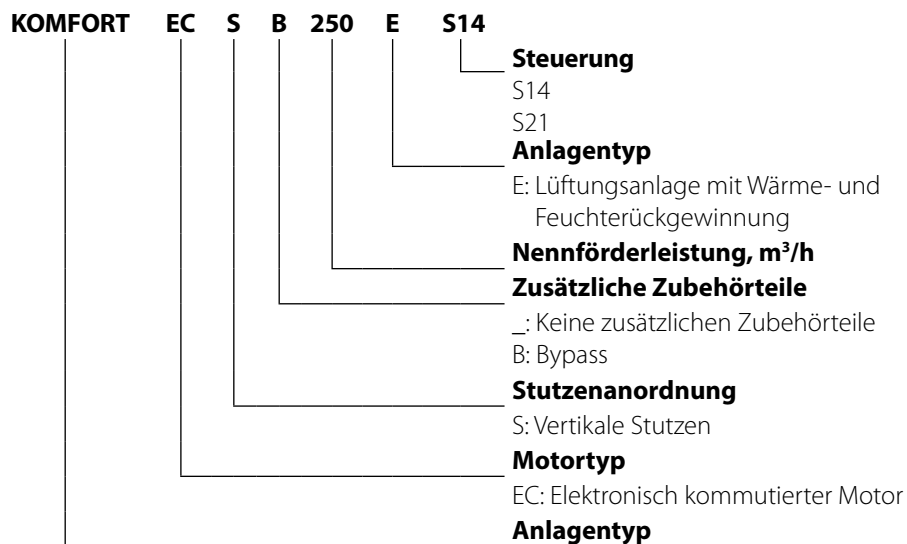 KOMFORT EC S B 250 E S14
Steuerung
S14
S21
Anlagentyp
E: Lüftungsanlage mit Wärme- und
Feuchterückgewinnung
Nennförderleistung, m³/h
Zusätzliche Zubehörteile
_: Keine zusätzlichen Zubehörteile
B: Bypass
Stutzenanordnung
S: Vertikale Stutzen
Motortyp
EC: Elektronisch kommutierter Motor
Anlagentyp